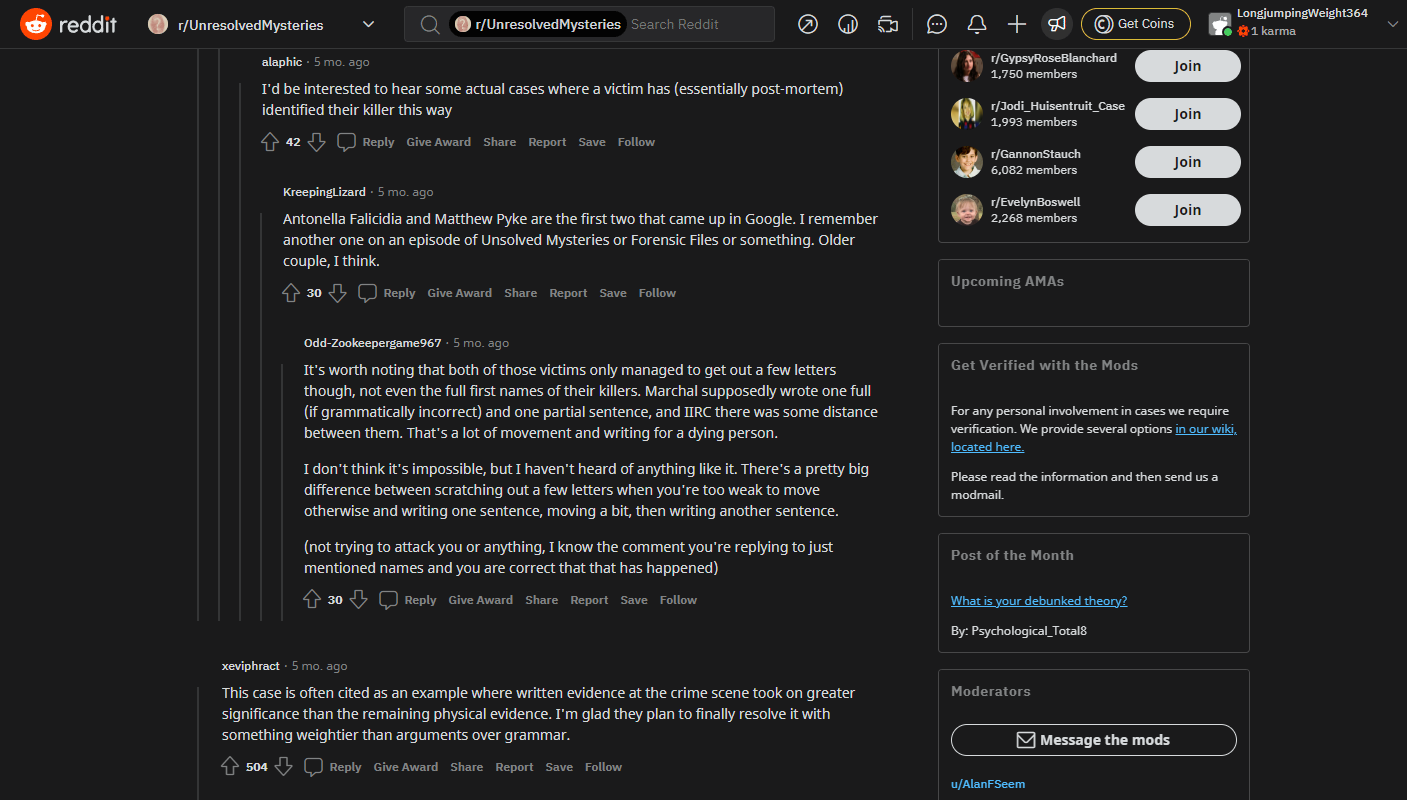 reddit
r/UnresolvedMysteries
r/UnresolvedMysteries Search Reddit
Get Coins
LongjumpingWeight364
1 karma
alaphic · 5 mo. ago
I'd be interested to hear some actual cases where a victim has (essentially post-mortem)
identified their killer this way
42 Reply Give Award Share Report Save Follow
KreepingLizard · 5 mo. ago
Antonella Falicidia and Matthew Pyke are the first two that came up in Google. I remember
another one on an episode of Unsolved Mysteries or Forensic Files or something. Older
couple, I think.
30 Reply Give Award Share Report Save Follow
Odd-Zookeepergame967 · 5 mo. ago
It's worth noting that both of those victims only managed to get out a few letters
though, not even the full first names of their killers. Marchal supposedly wrote one full
(if grammatically incorrect) and one partial sentence, and IIRC there was some distance
between them. That's a lot of movement and writing for a dying person.
I don't think it's impossible, but I haven't heard of anything like it. There's a pretty big
difference between scratching out a few letters when you're too weak to move
otherwise and writing one sentence, moving a bit, then writing another sentence.
(not trying to attack you or anything, I know the comment you're replying to just
mentioned names and you are correct that that has happened)
30 Reply Give Award Share Report Save Follow
xeviphract · 5 mo. ago
This case is often cited as an example where written evidence at the crime scene took on greater
significance than the remaining physical evidence. I'm glad they plan to finally resolve it with
something weightier than arguments over grammar.
504 Reply Give Award Share Report Save Follow
r/GypsyRoseBlanchard
1,750 members
Join
r/Jodi_Huisentruit_Case
1,993 members
Join
r/GannonStauch
6,082 members
Join
r/EvelynBoswell
2,268 members
Join
Upcoming AMAs
Get Verified with the Mods
For any personal involvement in cases we require
verification. We provide several options in our wiki,
located here.
Please read the information and then send us a
modmail.
Post of the Month
What is your debunked theory?
By: Psychological_Total8
Moderators
Message the mods
u/AlanFSeem